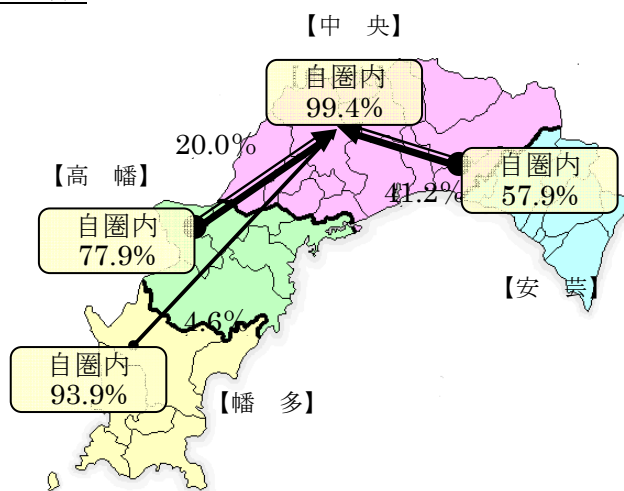 【中　央】
自圏内
99.4%
20.0%
【高　幡】
自圏内
57.9%
41.2%
自圏内
77.9%
【安　芸】
4.6%
自圏内
93.9%
【幡　多】